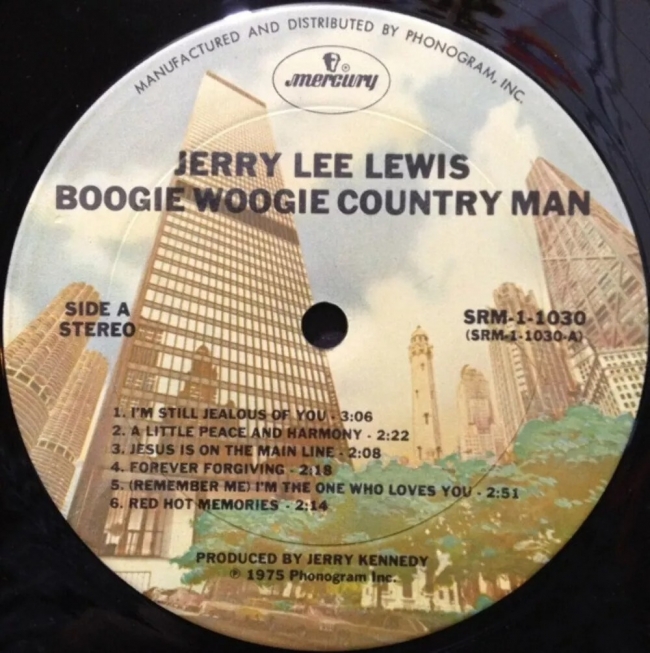 MANUFACTURED AND DISTRIBUTED BY PHONOGRAM, INC.
mercury
®
JERRY LEE LEWIS
BOOGIE WOOGIE COUNTRY MAN
SIDE A
STEREO
SRM-1-1030
(SRM-1-1030-A)
1. I'M STILL JEALOUS OF YOU - 3:06
2. A LITTLE PEACE AND HARMONY - 2:22
3. JESUS IS ON THE MAIN LINE - 2:08
4. FOREVER FORGIVING - 2:18
5. (REMEMBER ME) I'M THE ONE WHO LOVES YOU - 2:51
6. RED HOT MEMORIES - 2:14
PRODUCED BY JERRY KENNEDY
℗ 1975 Phonogram Inc.